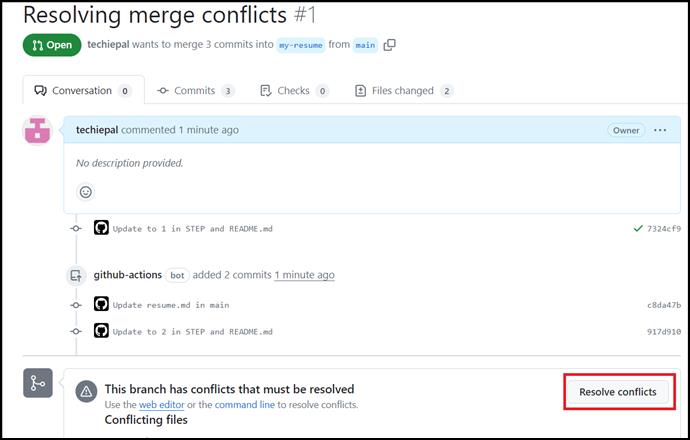 Resolving merge conflicts #1
Open techiepal wants to merge 3 commits into my-resume from main
Conversation 0 Commits 3 Checks 0 Files changed 2
techiepal commented 1 minute ago Owner ...
No description provided.
Update to 1 in STEP and README.md 7324cf9
github-actions bot added 2 commits 1 minute ago
Update resume.md in main c8da47b
Update to 2 in STEP and README.md 917d910
This branch has conflicts that must be resolved
Resolve conflicts
Use the web editor or the command line to resolve conflicts.
Conflicting files